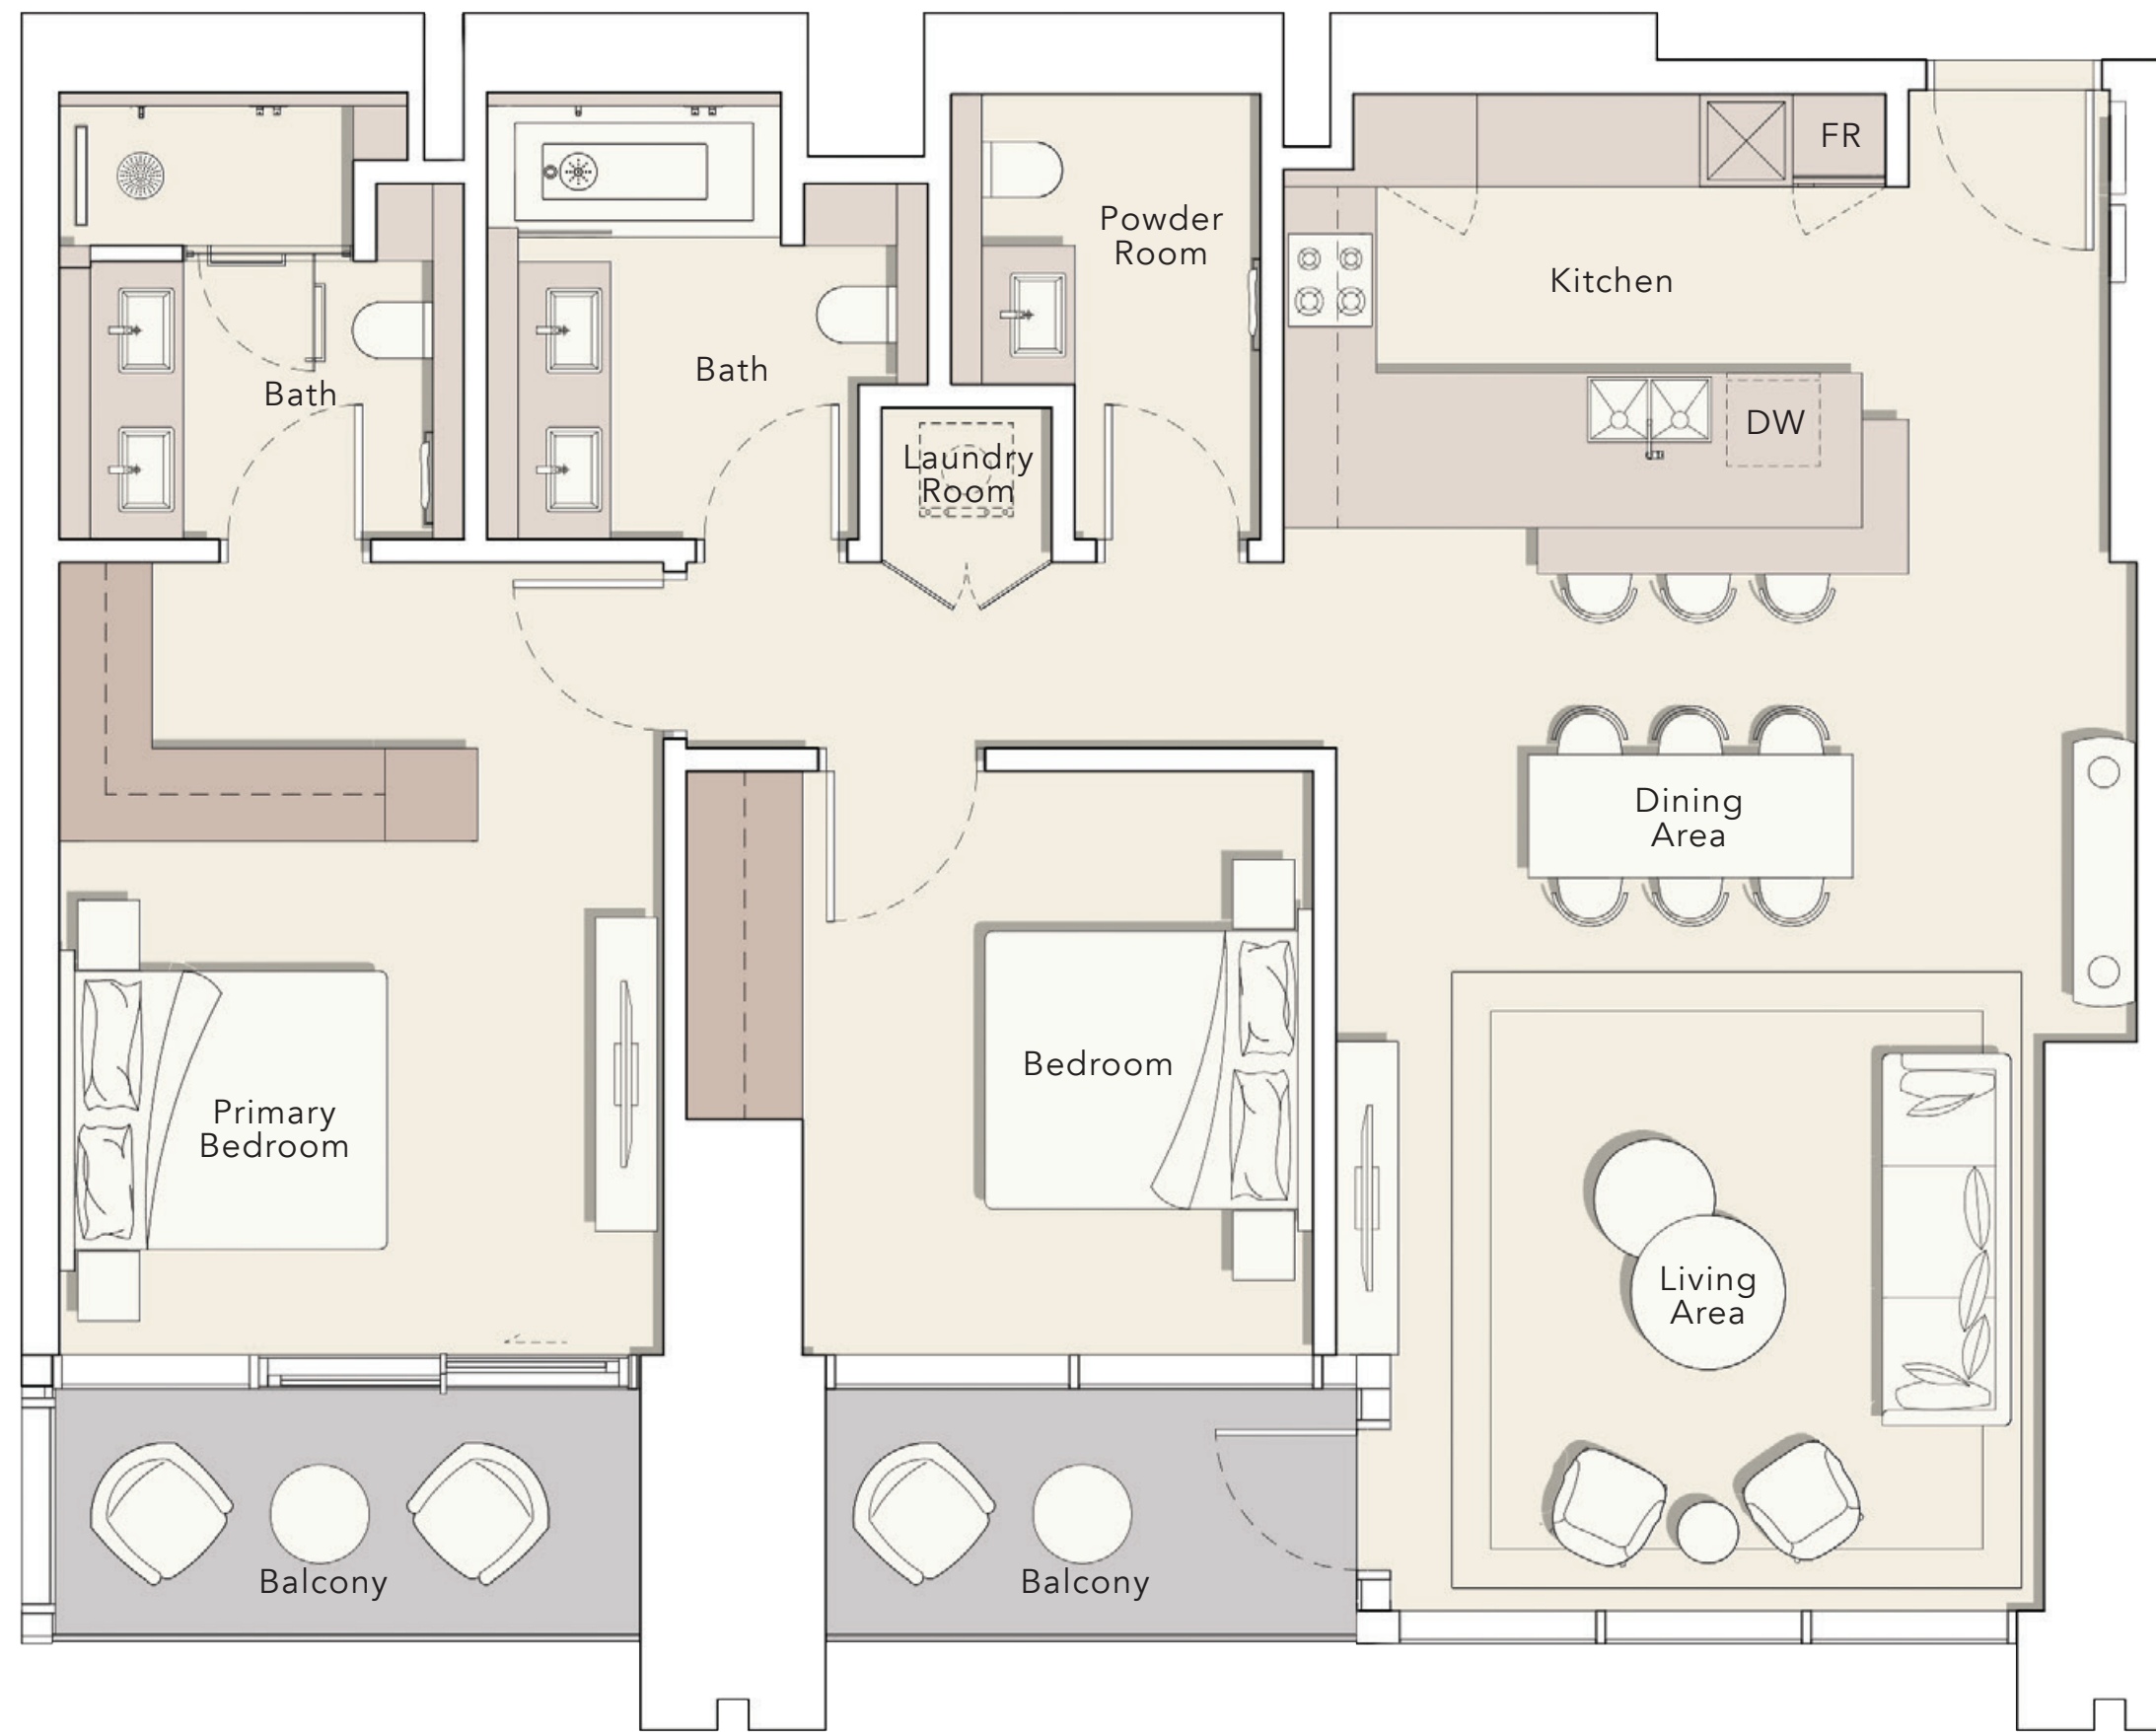 FR
Powder
Room
Kitchen
Bath
Bath
DW
Laundry
Room
Dining
Area
Bedroom
Primary
Bedroom
Living
Area
Balcony
Balcony